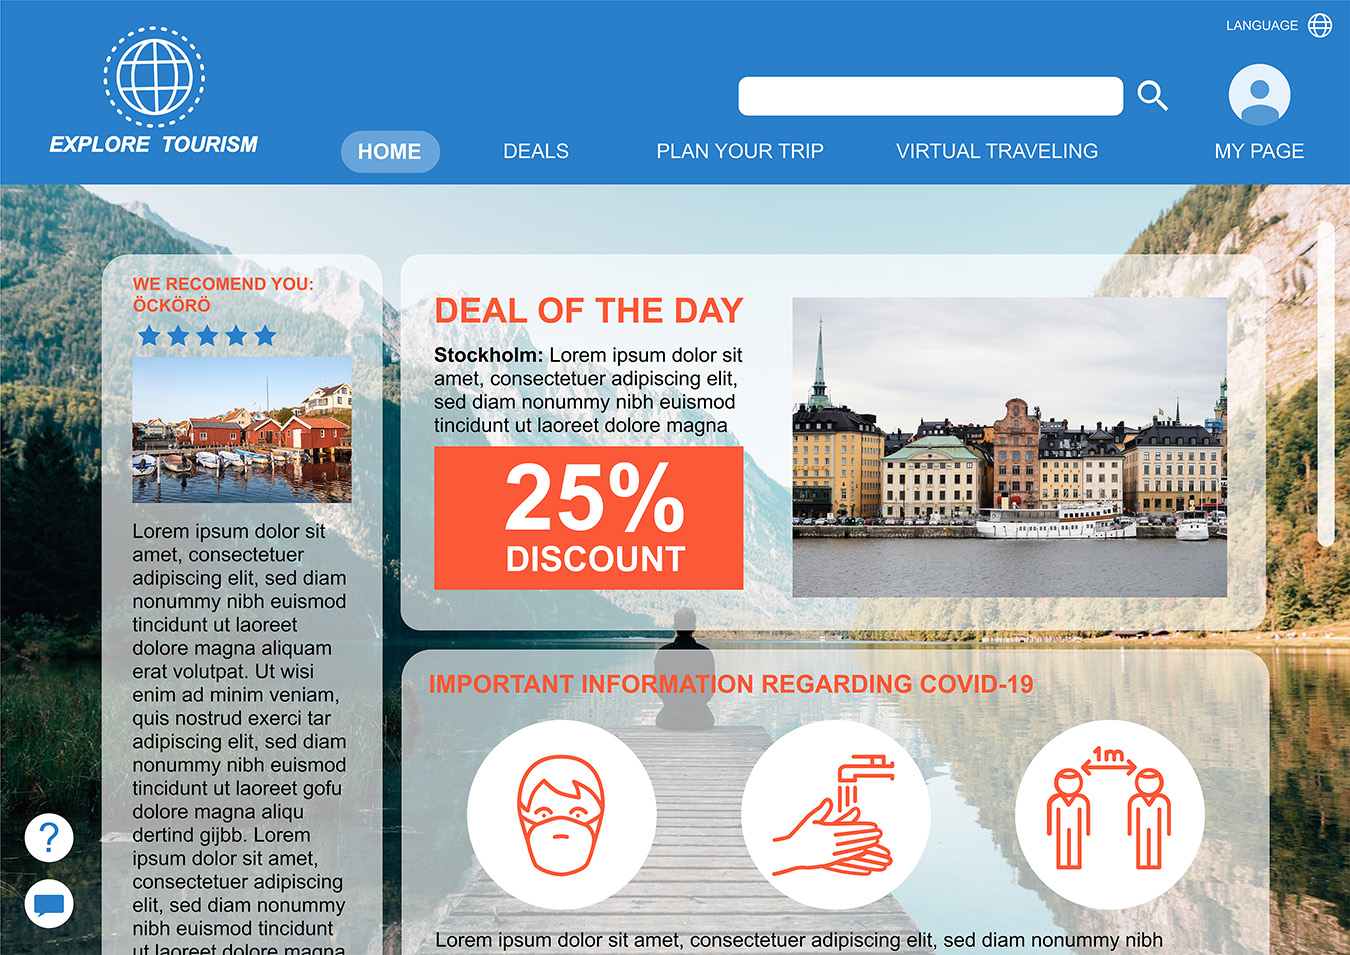 LANGUAGE
EXPLORE TOURISM
HOME
DEALS
PLAN YOUR TRIP
VIRTUAL TRAVELING
MY PAGE
WE RECOMEND YOU:
ÖCKÖRÖ
Lorem ipsum dolor sit
amet, consectetuer
adipiscing elit, sed diam
nonummy nibh euismod
tincidunt ut laoreet
dolore magna aliquam
erat volutpat. Ut wisi
enim ad minim veniam,
quis nostrud exerci tar
adipiscing elit, sed diam
nonummy nibh euismod
tincidunt ut laoreet gofu
dolore magna aliqu
dertind gijbb. Lorem
ipsum dolor sit amet,
consectetuer adipiscing
elit, sed diam nonummy
nibh euismod tincidunt
ut laoreet dolore magna
DEAL OF THE DAY
Stockholm: Lorem ipsum dolor sit
amet, consectetuer adipiscing elit,
sed diam nonummy nibh euismod
tincidunt ut laoreet dolore magna
25%
DISCOUNT
IMPORTANT INFORMATION REGARDING COVID-19
1m
Lorem ipsum dolor sit amet, consectetuer adipiscing elit, sed diam nonummy nibh
?